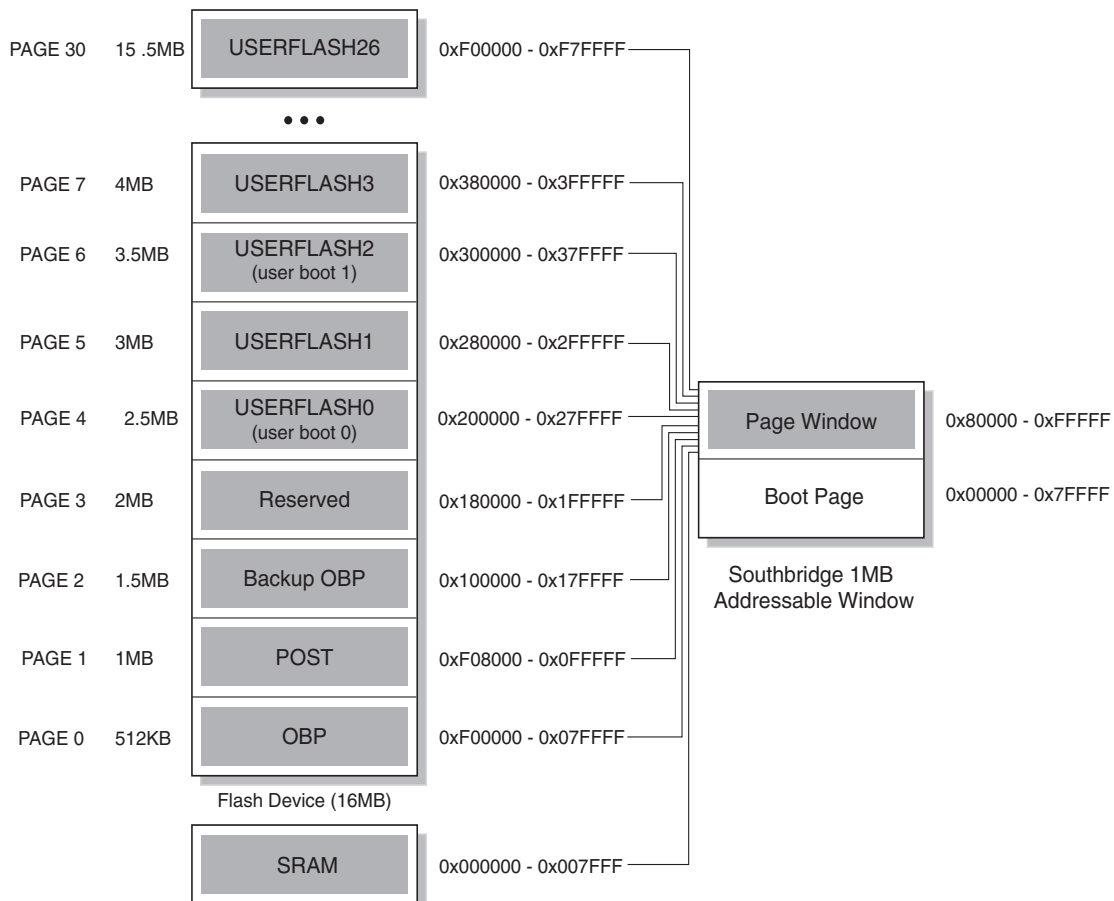 PAGE 30 15 .5MB USERFLASH26 0xF00000 - 0xF7FFFF
PAGE 7 4MB USERFLASH3 0x380000 - 0x3FFFFF
PAGE 6 3.5MB USERFLASH2 0x300000 - 0x37FFFF
(user boot 1)
PAGE 5 3MB USERFLASH1 0x280000 - 0x2FFFFF
PAGE 4 2.5MB USERFLASH0 0x200000 - 0x27FFFF
(user boot 0)
PAGE 3 2MB Reserved 0x180000 - 0x1FFFFF
PAGE 2 1.5MB Backup OBP 0x100000 - 0x17FFFF
PAGE 1 1MB POST 0xF08000 - 0x0FFFFF
PAGE 0 512KB OBP 0xF00000 - 0x07FFFF
Flash Device (16MB)
SRAM 0x000000 - 0x007FFF
Page Window 0x80000 - 0xFFFFF
Boot Page 0x00000 - 0x7FFFF
Southbridge 1MB
Addressable Window